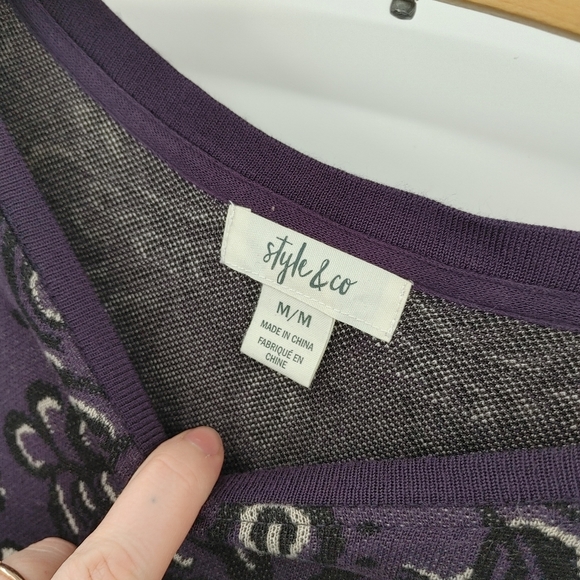 style & co
M/M
MADE IN CHINA
FABRIQUÉ EN
CHINE